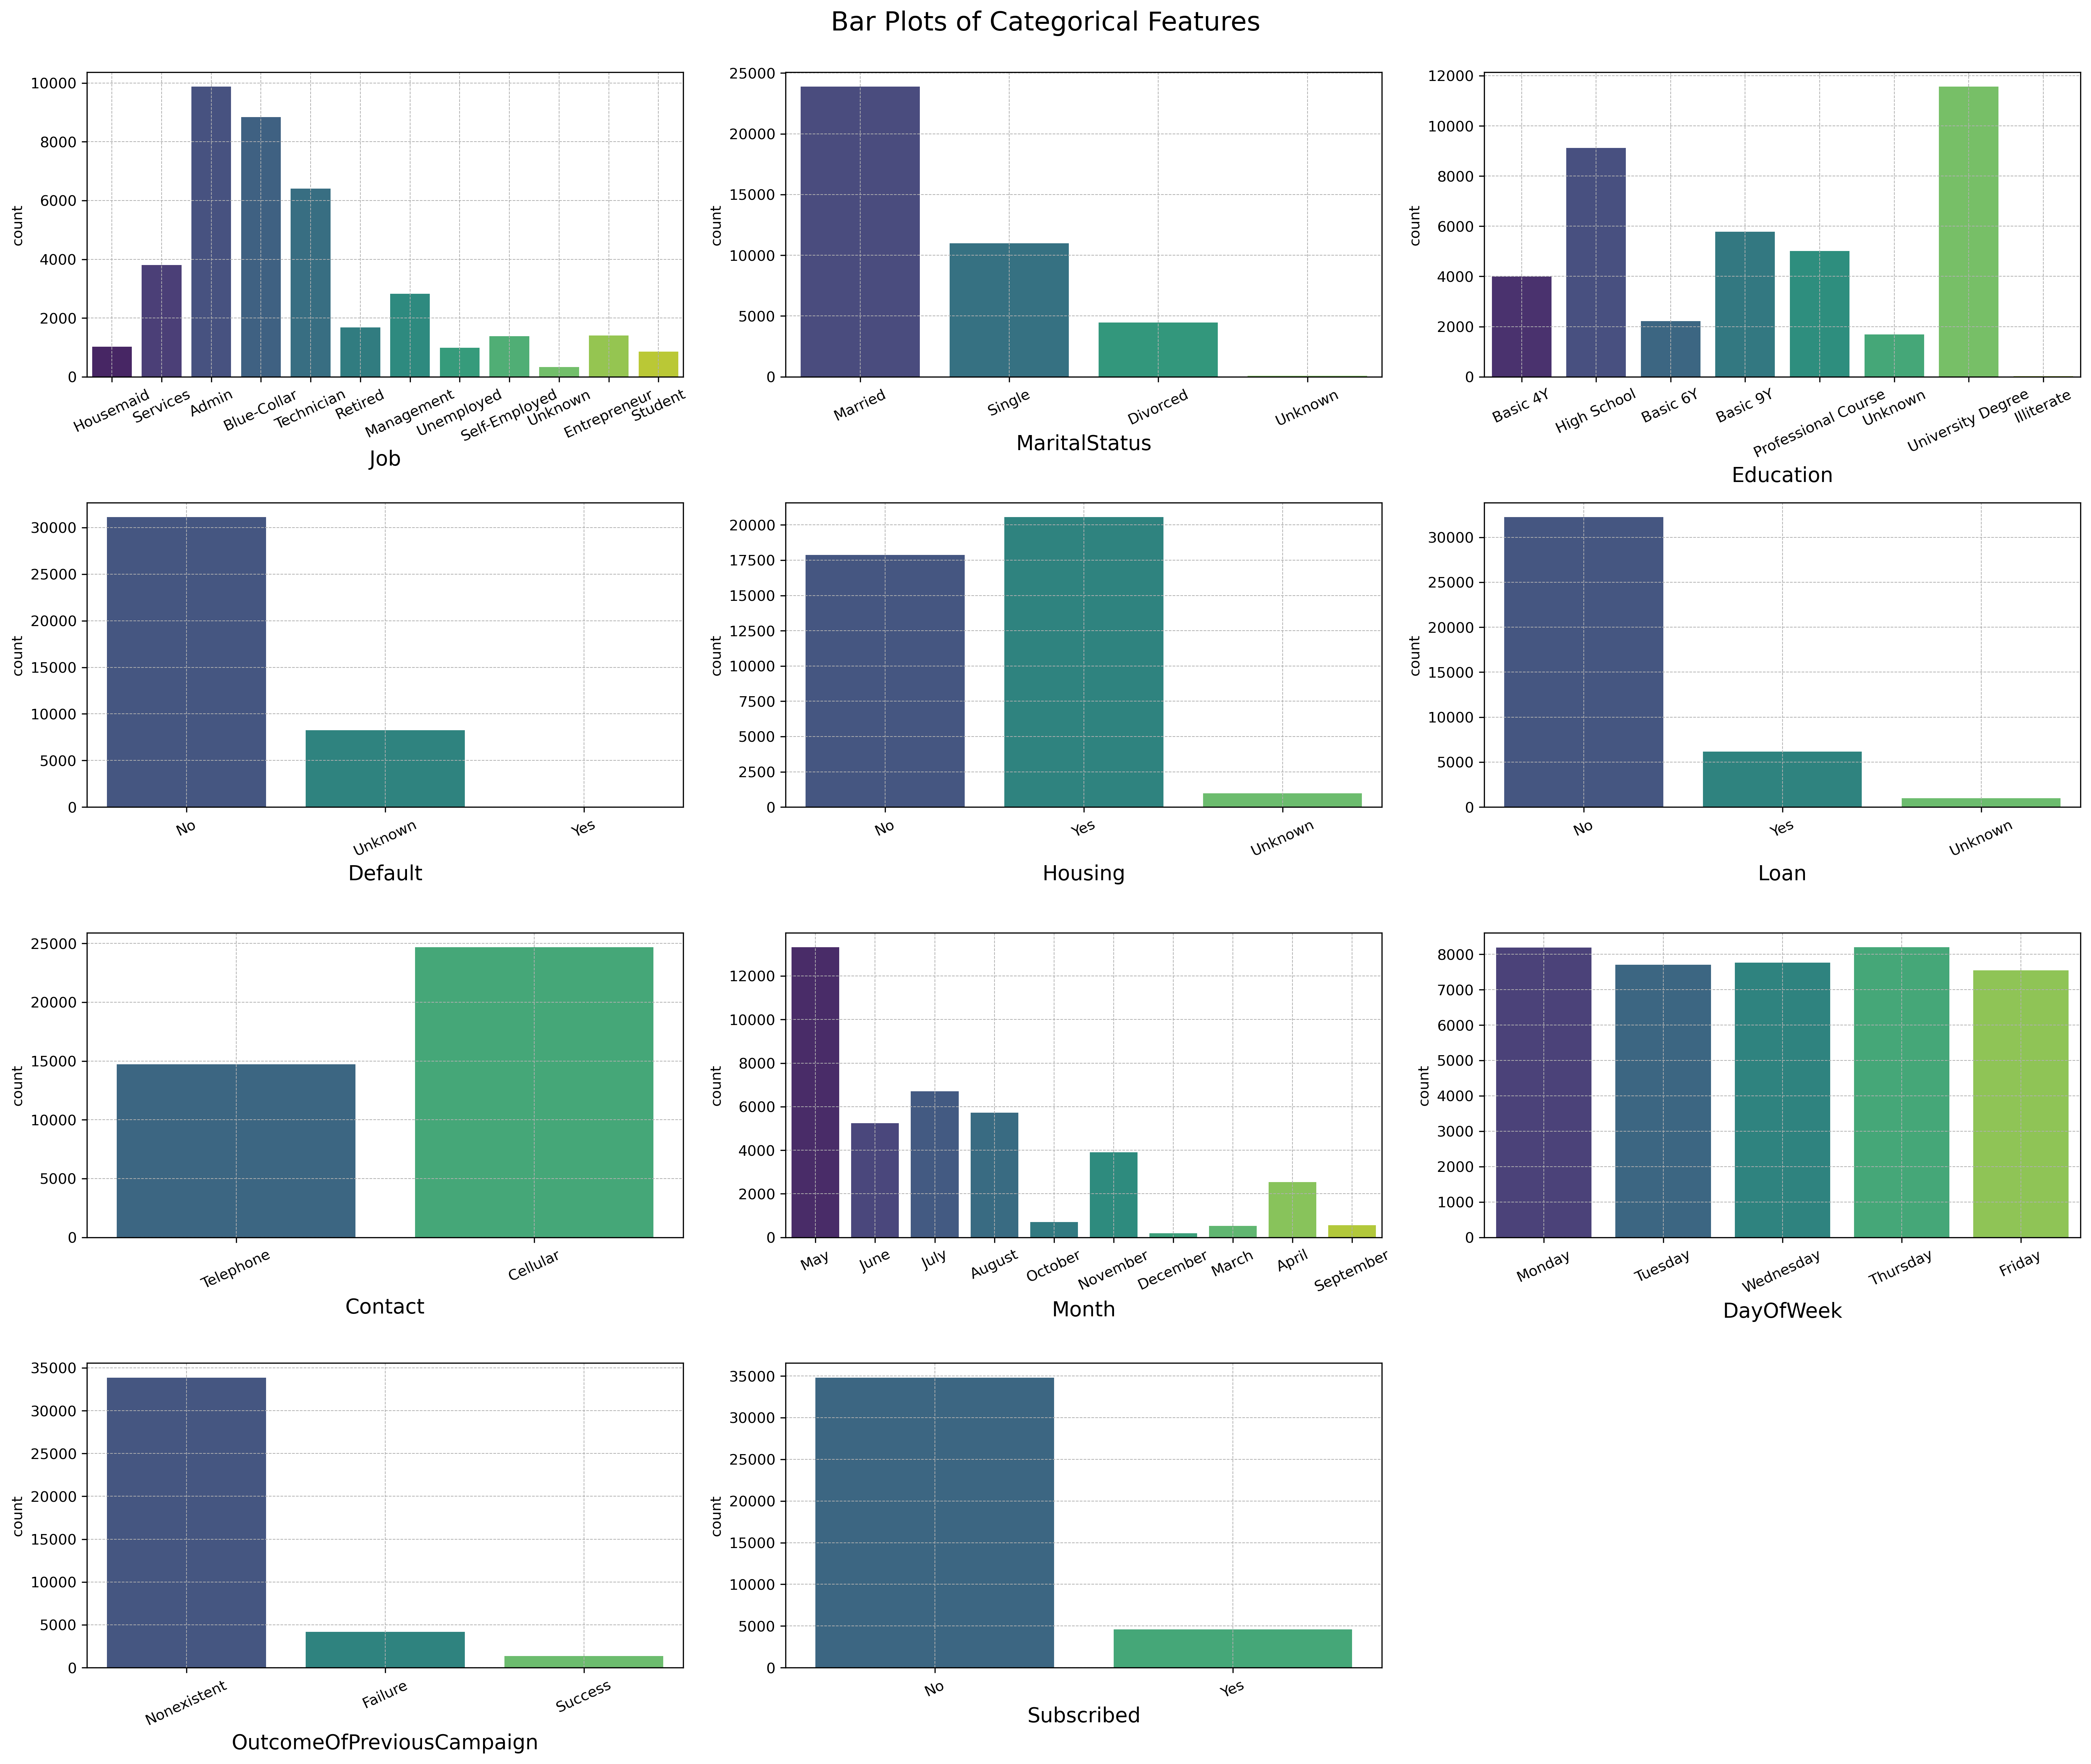 Bar Plots of Categorical Features
10000
8000
6000
4000
2000
0
count
Housemaid
Services
Admin
Blue-Collar
Technician
Retired
Management
Unemployed
Self-Employed
Unknown
Entrepreneur
Student
Job
25000
20000
15000
10000
5000
0
count
Married
Single
Divorced
Unknown
MaritalStatus
12000
10000
8000
6000
4000
2000
0
count
Basic 4Y
High School
Basic 6Y
Basic 9Y
Professional Course
Unknown
University Degree
Illiterate
Education
30000
25000
20000
15000
10000
5000
0
count
No
Unknown
Yes
Default
20000
17500
15000
12500
10000
7500
5000
2500
0
count
No
Yes
Unknown
Housing
30000
25000
20000
15000
10000
5000
0
count
No
Yes
Unknown
Loan
25000
20000
15000
10000
5000
0
count
Telephone
Cellular
Contact
12000
10000
8000
6000
4000
2000
0
count
May
June
July
August
October
November
December
March
April
September
Month
8000
7000
6000
5000
4000
3000
2000
1000
0
count
Monday
Tuesday
Wednesday
Thursday
Friday
DayOfWeek
35000
30000
25000
20000
15000
10000
5000
0
count
Nonexistent
Failure
Success
OutcomeOfPreviousCampaign
35000
30000
25000
20000
15000
10000
5000
0
count
No
Yes
Subscribed